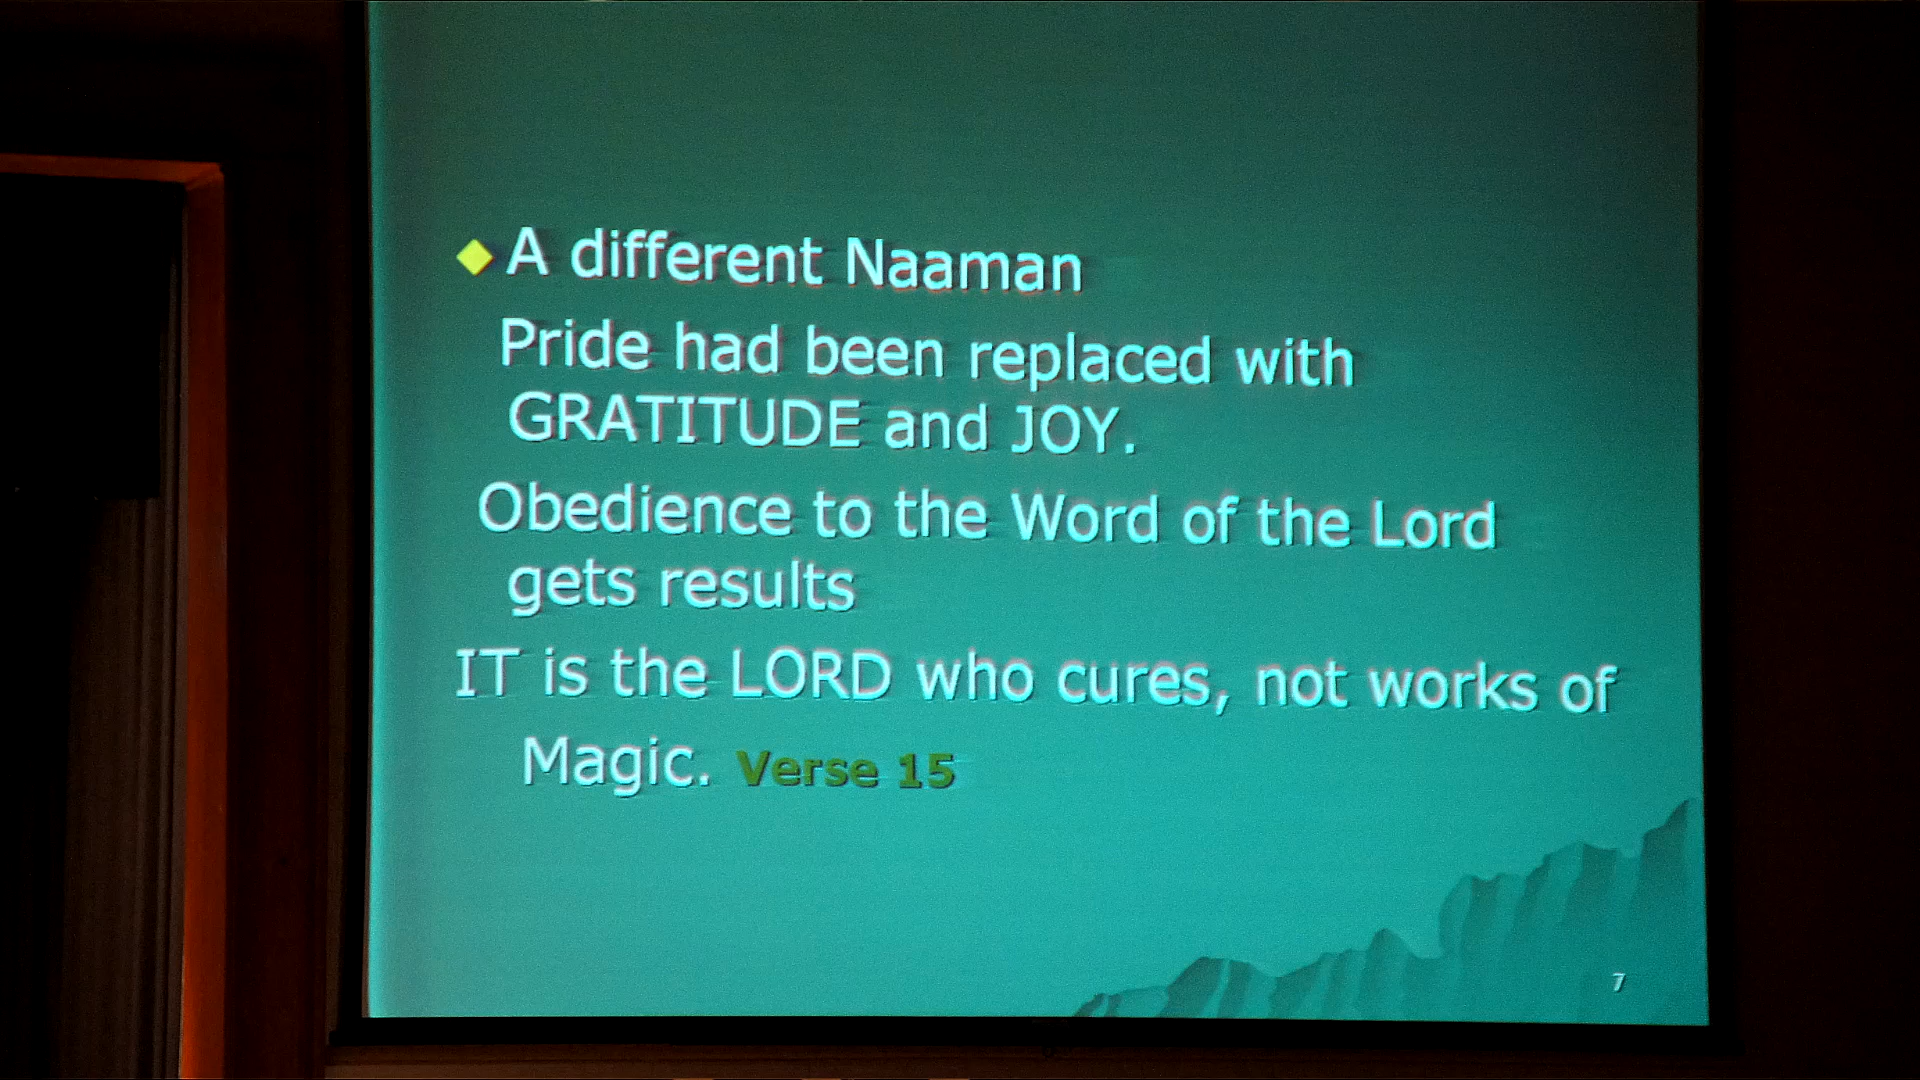 A different Naaman
Pride had been replaced with
GRATITUDE and JOY.
Obedience to the Word of the Lord
gets results
IT is the LORD who cures, not works of
Magic. Verse 15
7